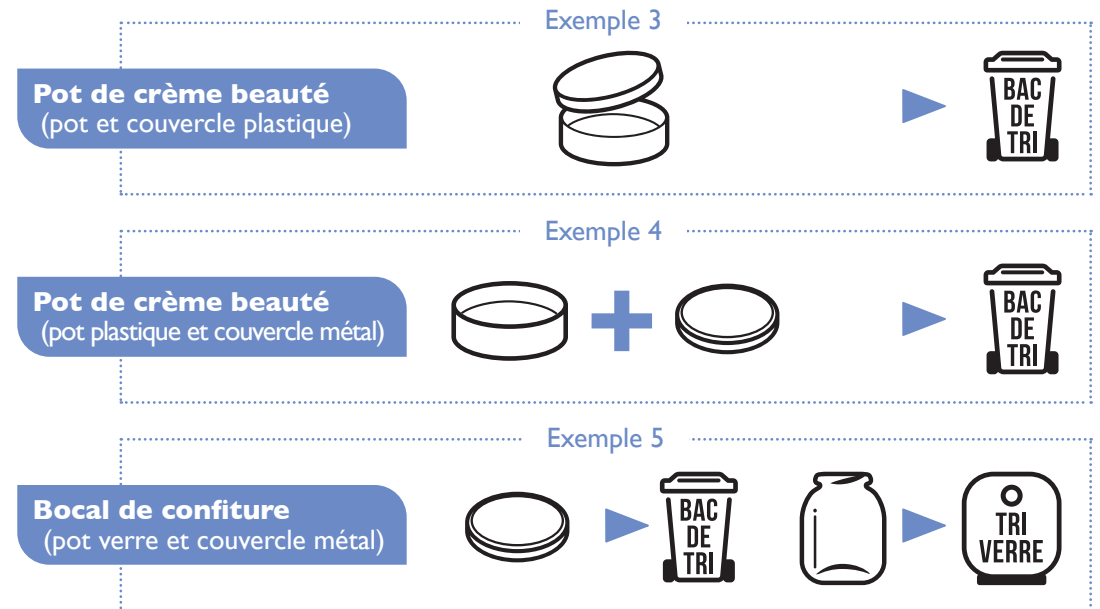 Exemple 3
Pot de crème beauté
(pot et couvercle plastique)
BAC
DE
TRI
Exemple 4
Pot de crème beauté
(pot plastique et couvercle métal)
BAC
DE
TRI
Exemple 5
Bocal de confiture
(pot verre et couvercle métal)
BAC
DE
TRI
TRI
VERRE